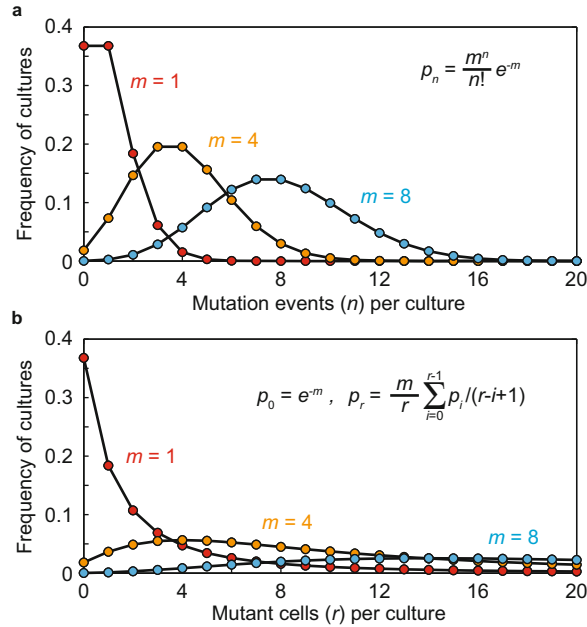 a
0.4
0.3
0.2
0.1
0
Frequency of cultures
m = 1
m = 4
m = 8
p_n = m^n/n! e^-m
0 4 8 12 16 20
Mutation events (n) per culture
b
0.4
0.3
0.2
0.1
0
Frequency of cultures
p_0 = e^-m , p_r = m/r ∑_{i=0}^{r-1} p_i/(r-i+1)
m = 1
m = 4
m = 8
0 4 8 12 16 20
Mutant cells (r) per culture